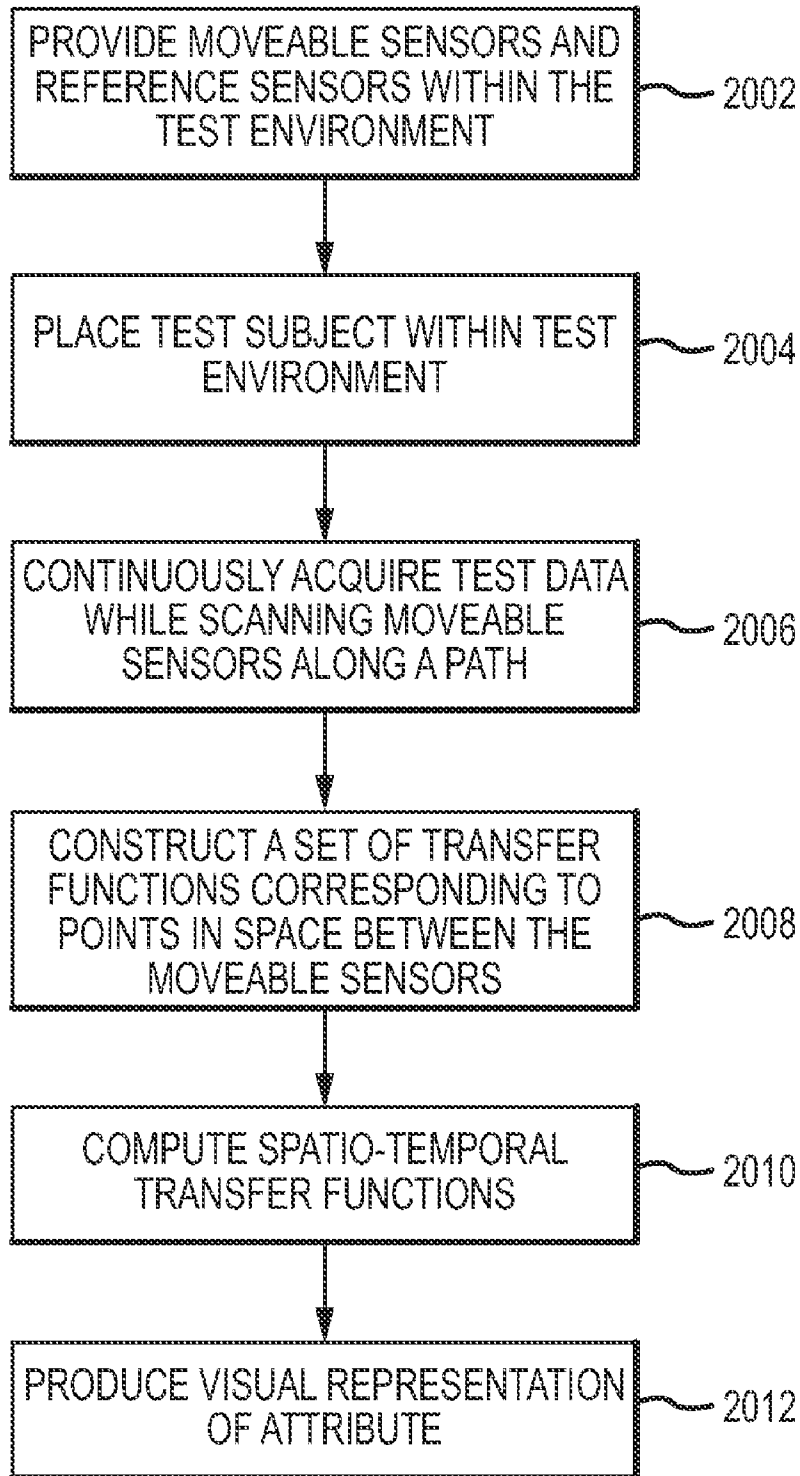 PROVIDE MOVEABLE SENSORS AND
REFERENCE SENSORS WITHIN THE
TEST ENVIRONMENT
2002
PLACE TEST SUBJECT WITHIN TEST
ENVIRONMENT
2004
CONTINUOUSLY ACQUIRE TEST DATA
WHILE SCANNING MOVEABLE
SENSORS ALONG A PATH
2006
CONSTRUCT A SET OF TRANSFER
FUNCTIONS CORRESPONDING TO
POINTS IN SPACE BETWEEN THE
MOVEABLE SENSORS
2008
COMPUTE SPATIO-TEMPORAL
TRANSFER FUNCTIONS
2010
PRODUCE VISUAL REPRESENTATION
OF ATTRIBUTE
2012